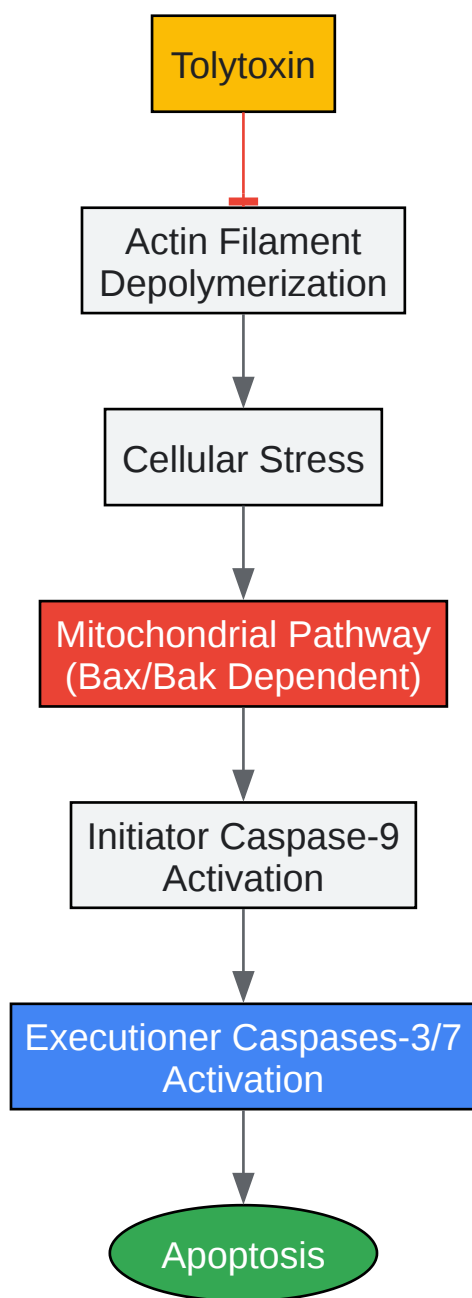 Tolytoxin
Actin Filament
Depolymerization
Cellular Stress
Mitochondrial Pathway
(Bax/Bak Dependent)
Initiator Caspase-9
Activation
Executioner Caspases-3/7
Activation
Apoptosis